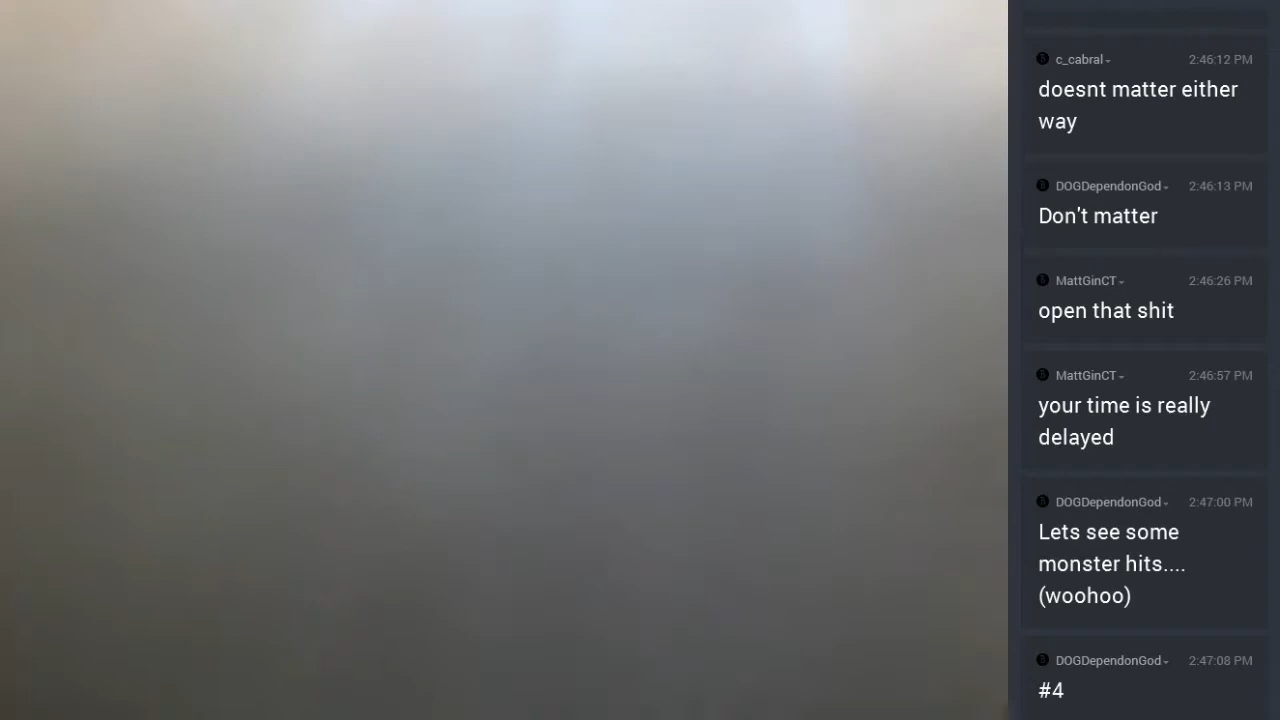 c_cabral 2:46:12 PM
doesnt matter either
way
DOGDependonGod 2:46:13 PM
Don't matter
MattGinCT 2:46:26 PM
open that shit
MattGinCT 2:46:57 PM
your time is really
delayed
DOGDependonGod 2:47:00 PM
Lets see some
monster hits....
(woohoo)
DOGDependonGod 2:47:08 PM
#4